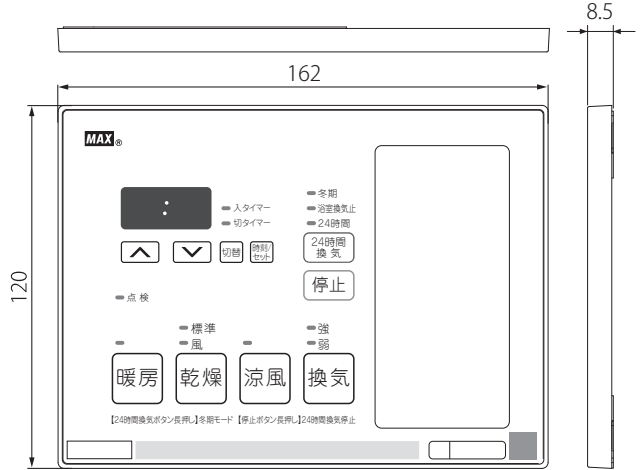 8.5
162
120
MAX®
冬期
入タイマー
浴室換気止
切タイマー
24時間
切替
時刻/
セット
24時間
換気
停止
点検
標準
強
風
弱
暖房
乾燥
涼風
換気
【24時間換気ボタン長押し】冬期モード 【停止ボタン長押し】24時間換気停止